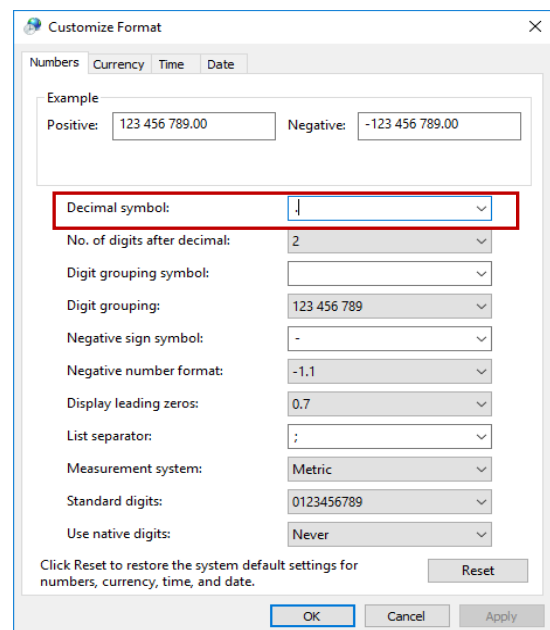 Customize Format
Numbers Currency Time Date
Example
Positive: 123 456 789.00 Negative: -123 456 789.00
Decimal symbol: .
No. of digits after decimal: 2
Digit grouping symbol:
Digit grouping: 123 456 789
Negative sign symbol: -
Negative number format: -1.1
Display leading zeros: 0.7
List separator: ;
Measurement system: Metric
Standard digits: 0123456789
Use native digits: Never
Click Reset to restore the system default settings for
numbers, currency, time, and date.
Reset
OK Cancel Apply